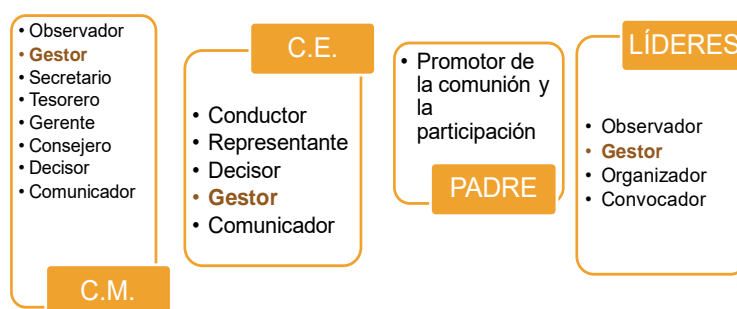 • Observador
• Gestor
• Secretario
• Tesorero
• Gerente
• Consejero
• Decisor
• Comunicador
C.M.
C.E.
• Conductor
• Representante
• Decisor
• Gestor
• Comunicador
• Promotor de
la comunión y
la
participación
PADRE
LÍDERES
• Observador
• Gestor
• Organizador
• Convocador